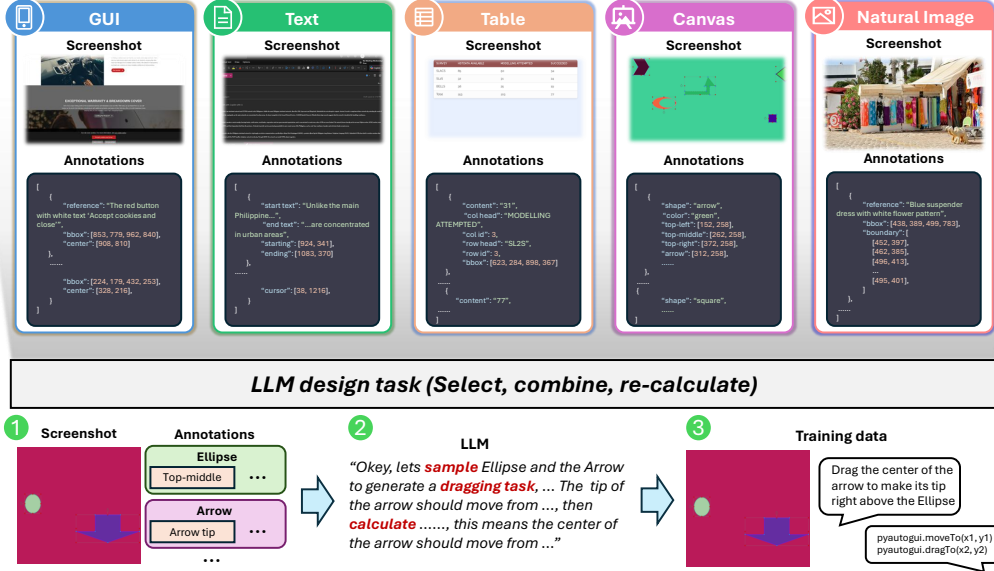 GUI
Screenshot
EXCEPTIONAL WARRANTY & BREAKDOWN COVER
Annotations
[
{
"reference": "The red button
with white text 'Accept cookies and
close'",
"bbox": [853, 779, 962, 840],
"center": [908, 810]
},
......
"bbox": [224, 179, 432, 253],
"center": [328, 216],
}
]
Text
Screenshot
Annotations
[
{
"start text": "Unlike the main
Philippine...",
"end text": "...are concentrated
in urban areas",
"starting": [924, 341],
"ending": [1083, 370]
},
......
"cursor": [38, 1216],
}
]
Table
Screenshot
Annotations
[
{
"content": "31",
"col head": "MODELLING
ATTEMPTED",
"col id": 3,
"row head": "SL2S",
"row id": 3,
"bbox": [623, 284, 898, 367]
},
......
{
"content": "77",
......
]
Canvas
Screenshot
Annotations
[
{
"shape": "arrow",
"color": "green",
"top-left": [152, 258],
"top-middle": [262, 258],
"top-right": [372, 258],
"arrow": [312, 258],
......
},
......
{
"shape": "square",
......
]
Natural Image
Screenshot
Annotations
[
{
"reference": "Blue suspender
dress with white flower pattern",
"bbox": [438, 389, 499, 783],
"boundary": [
[452, 397],
[462, 385],
[496, 413],
...
[495, 401],
]
},
......
]
LLM design task (Select, combine, re-calculate)
1
Screenshot
Annotations
Ellipse
Top-middle ...
Arrow
Arrow tip ...
...
2
LLM
"Okey, lets sample Ellipse and the Arrow
to generate a dragging task, ... The tip of
the arrow should move from ..., then
calculate ......, this means the center of
the arrow should move from ..."
3
Training data
Drag the center of the
arrow to make its tip
right above the Ellipse
pyautogui.moveTo(x1, y1)
pyautogui.dragTo(x2, y2)